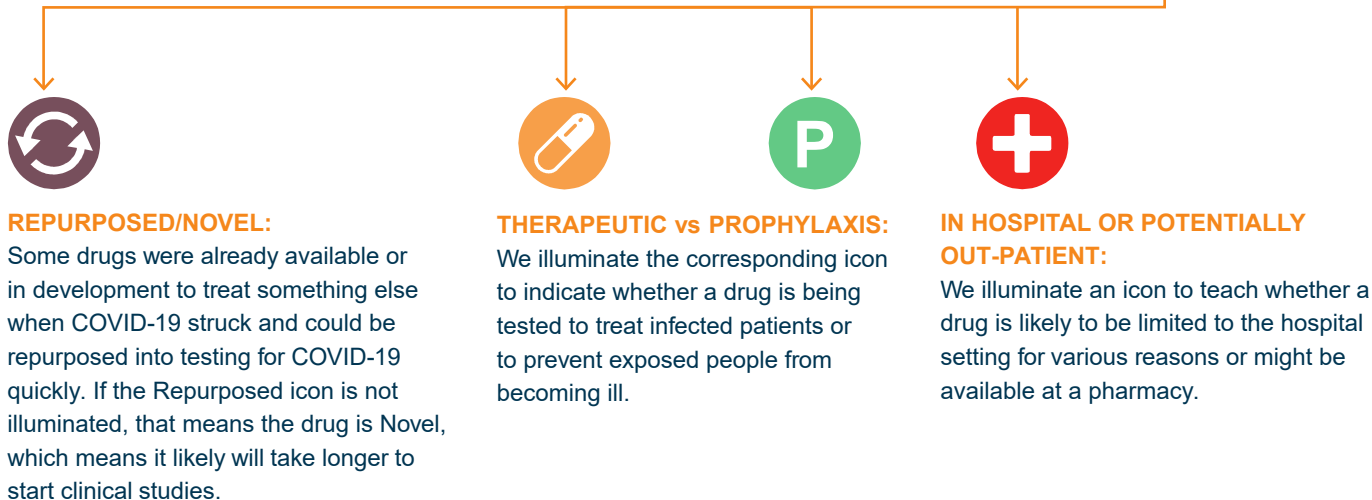 P
REPURPOSED/NOVEL:
Some drugs were already available or
in development to treat something else
when COVID-19 struck and could be
repurposed into testing for COVID-19
quickly. If the Repurposed icon is not
illuminated, that means the drug is Novel,
which means it likely will take longer to
start clinical studies.
THERAPEUTIC vs PROPHYLAXIS:
We illuminate the corresponding icon
to indicate whether a drug is being
tested to treat infected patients or
to prevent exposed people from
becoming ill.
IN HOSPITAL OR POTENTIALLY
OUT-PATIENT:
We illuminate an icon to teach whether a
drug is likely to be limited to the hospital
setting for various reasons or might be
available at a pharmacy.